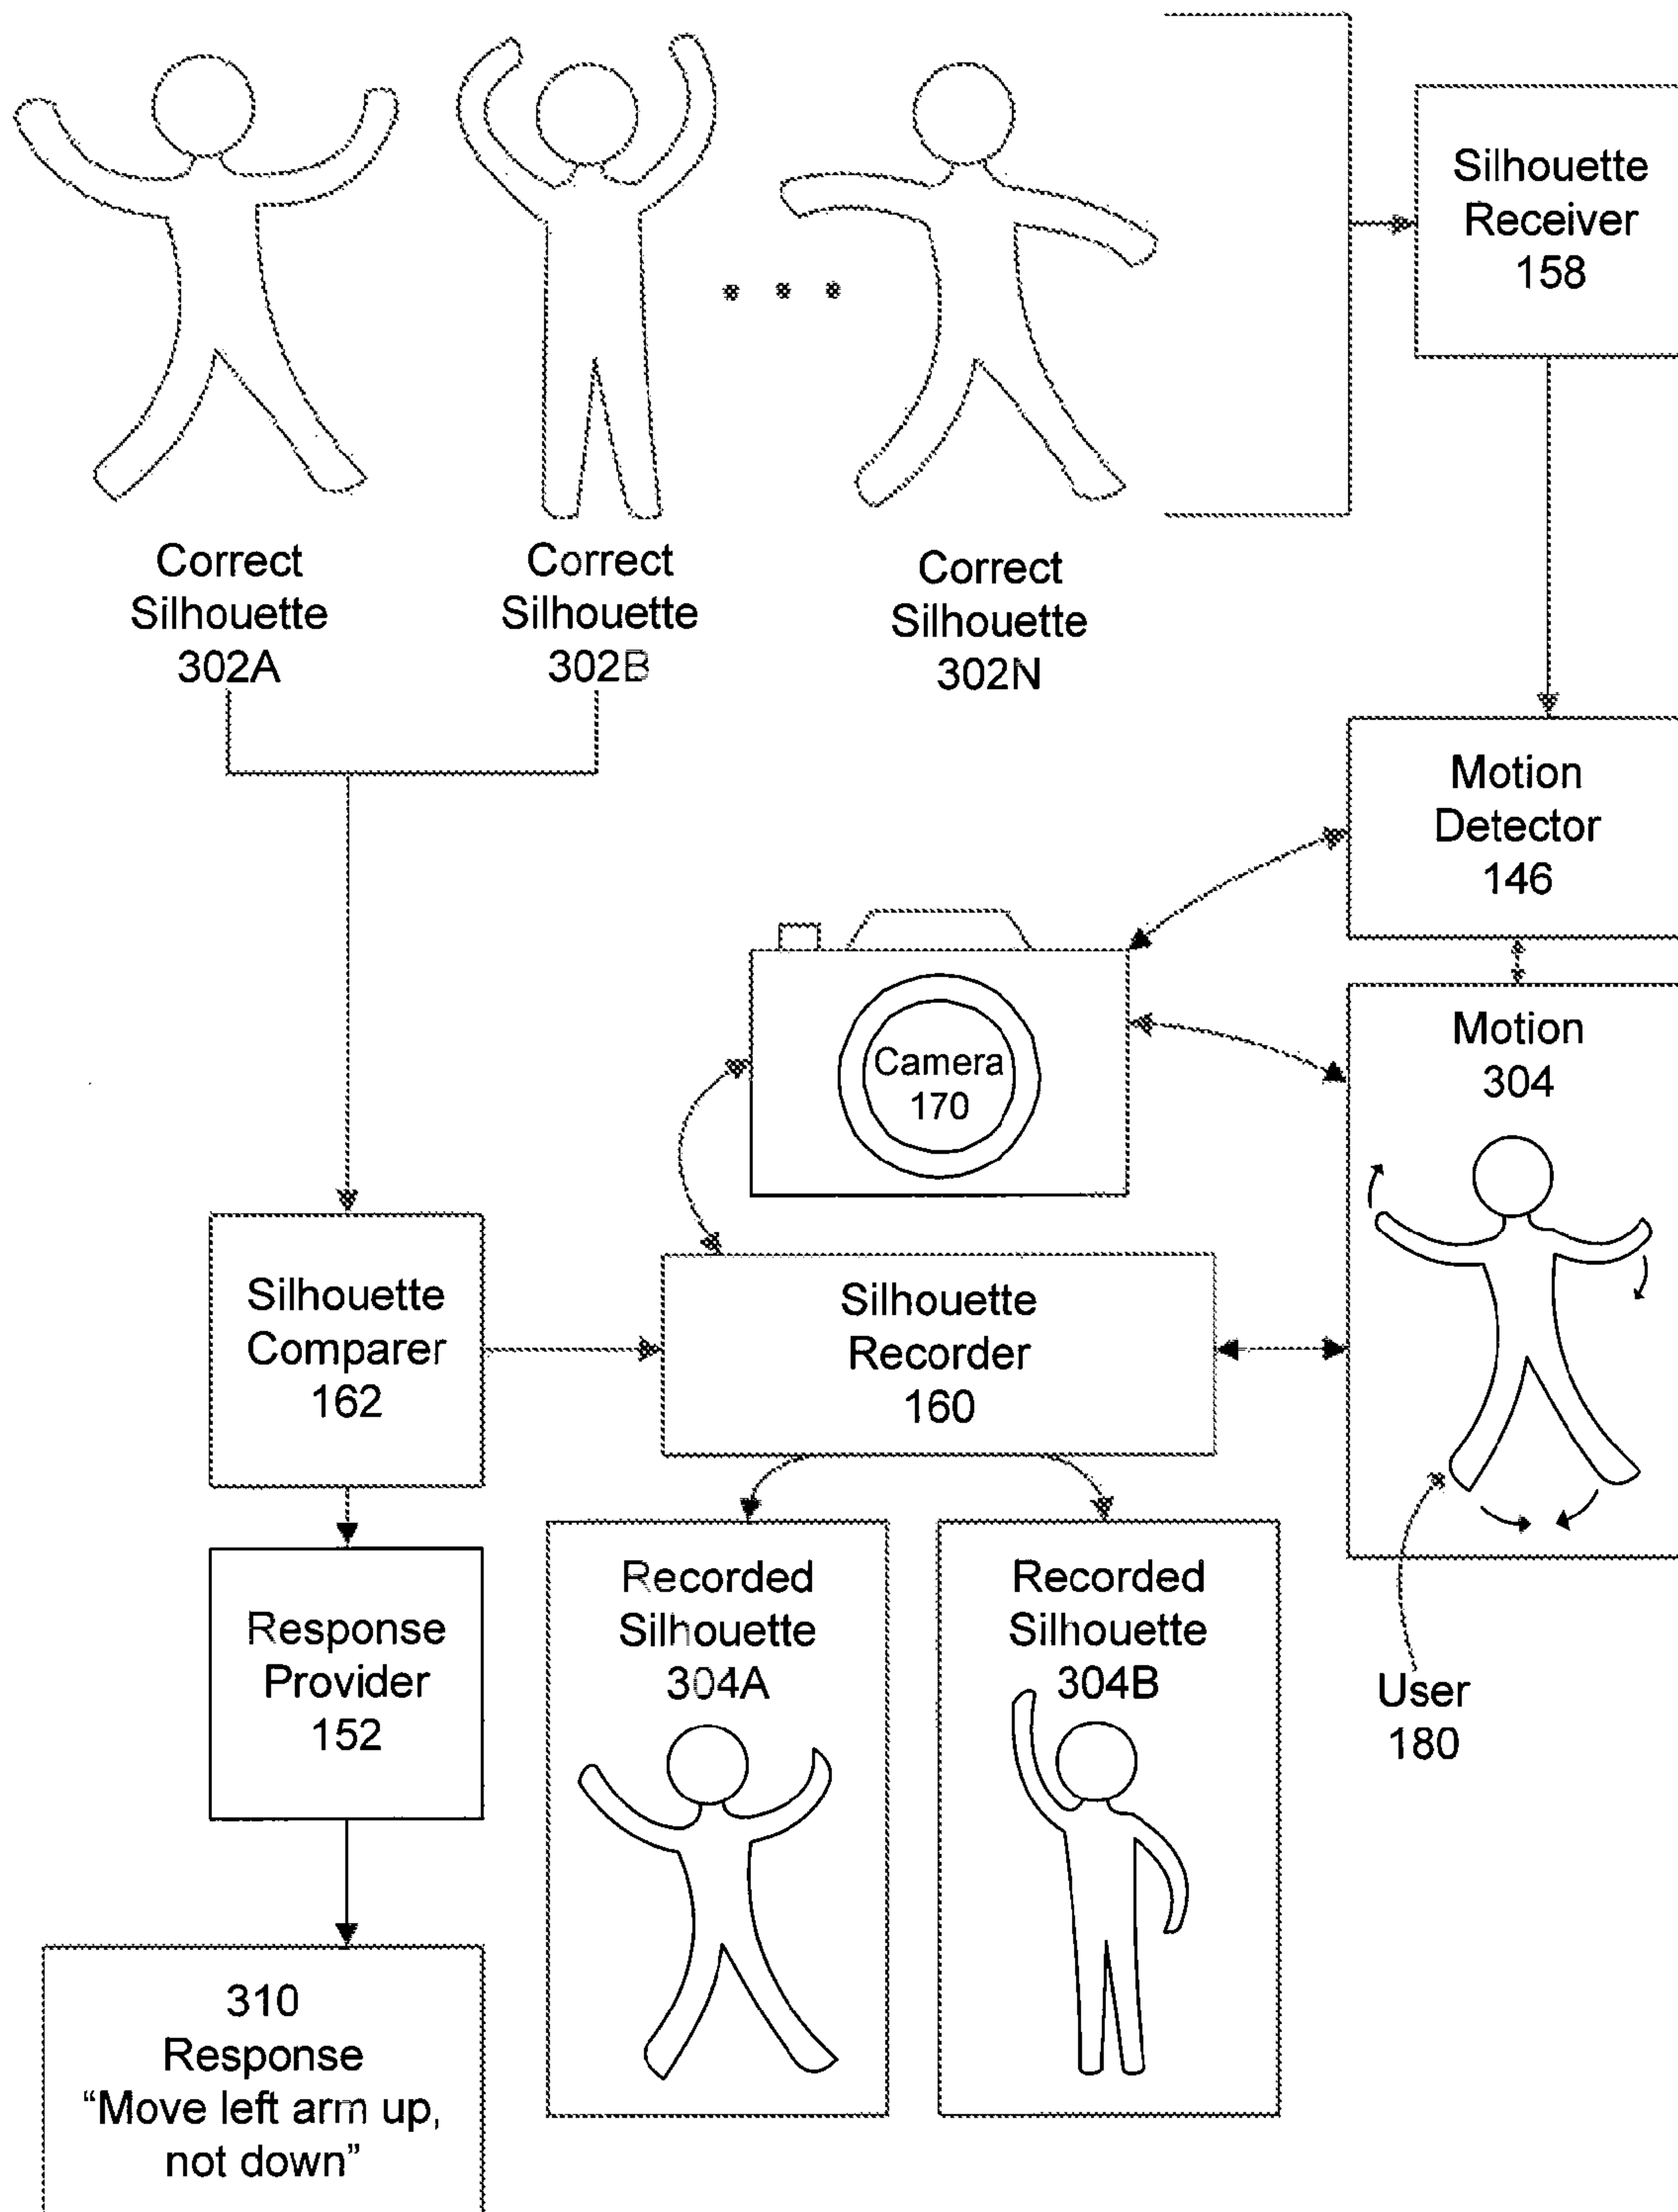 Silhouette
Receiver
158
Correct
Silhouette
302A
Correct
Silhouette
302B
Correct
Silhouette
302N
Motion
Detector
146
Camera
170
Motion
304
Silhouette
Comparer
162
Silhouette
Recorder
160
Response
Provider
152
Recorded
Silhouette
304A
Recorded
Silhouette
304B
User
180
310
Response
“Move left arm up,
not down”